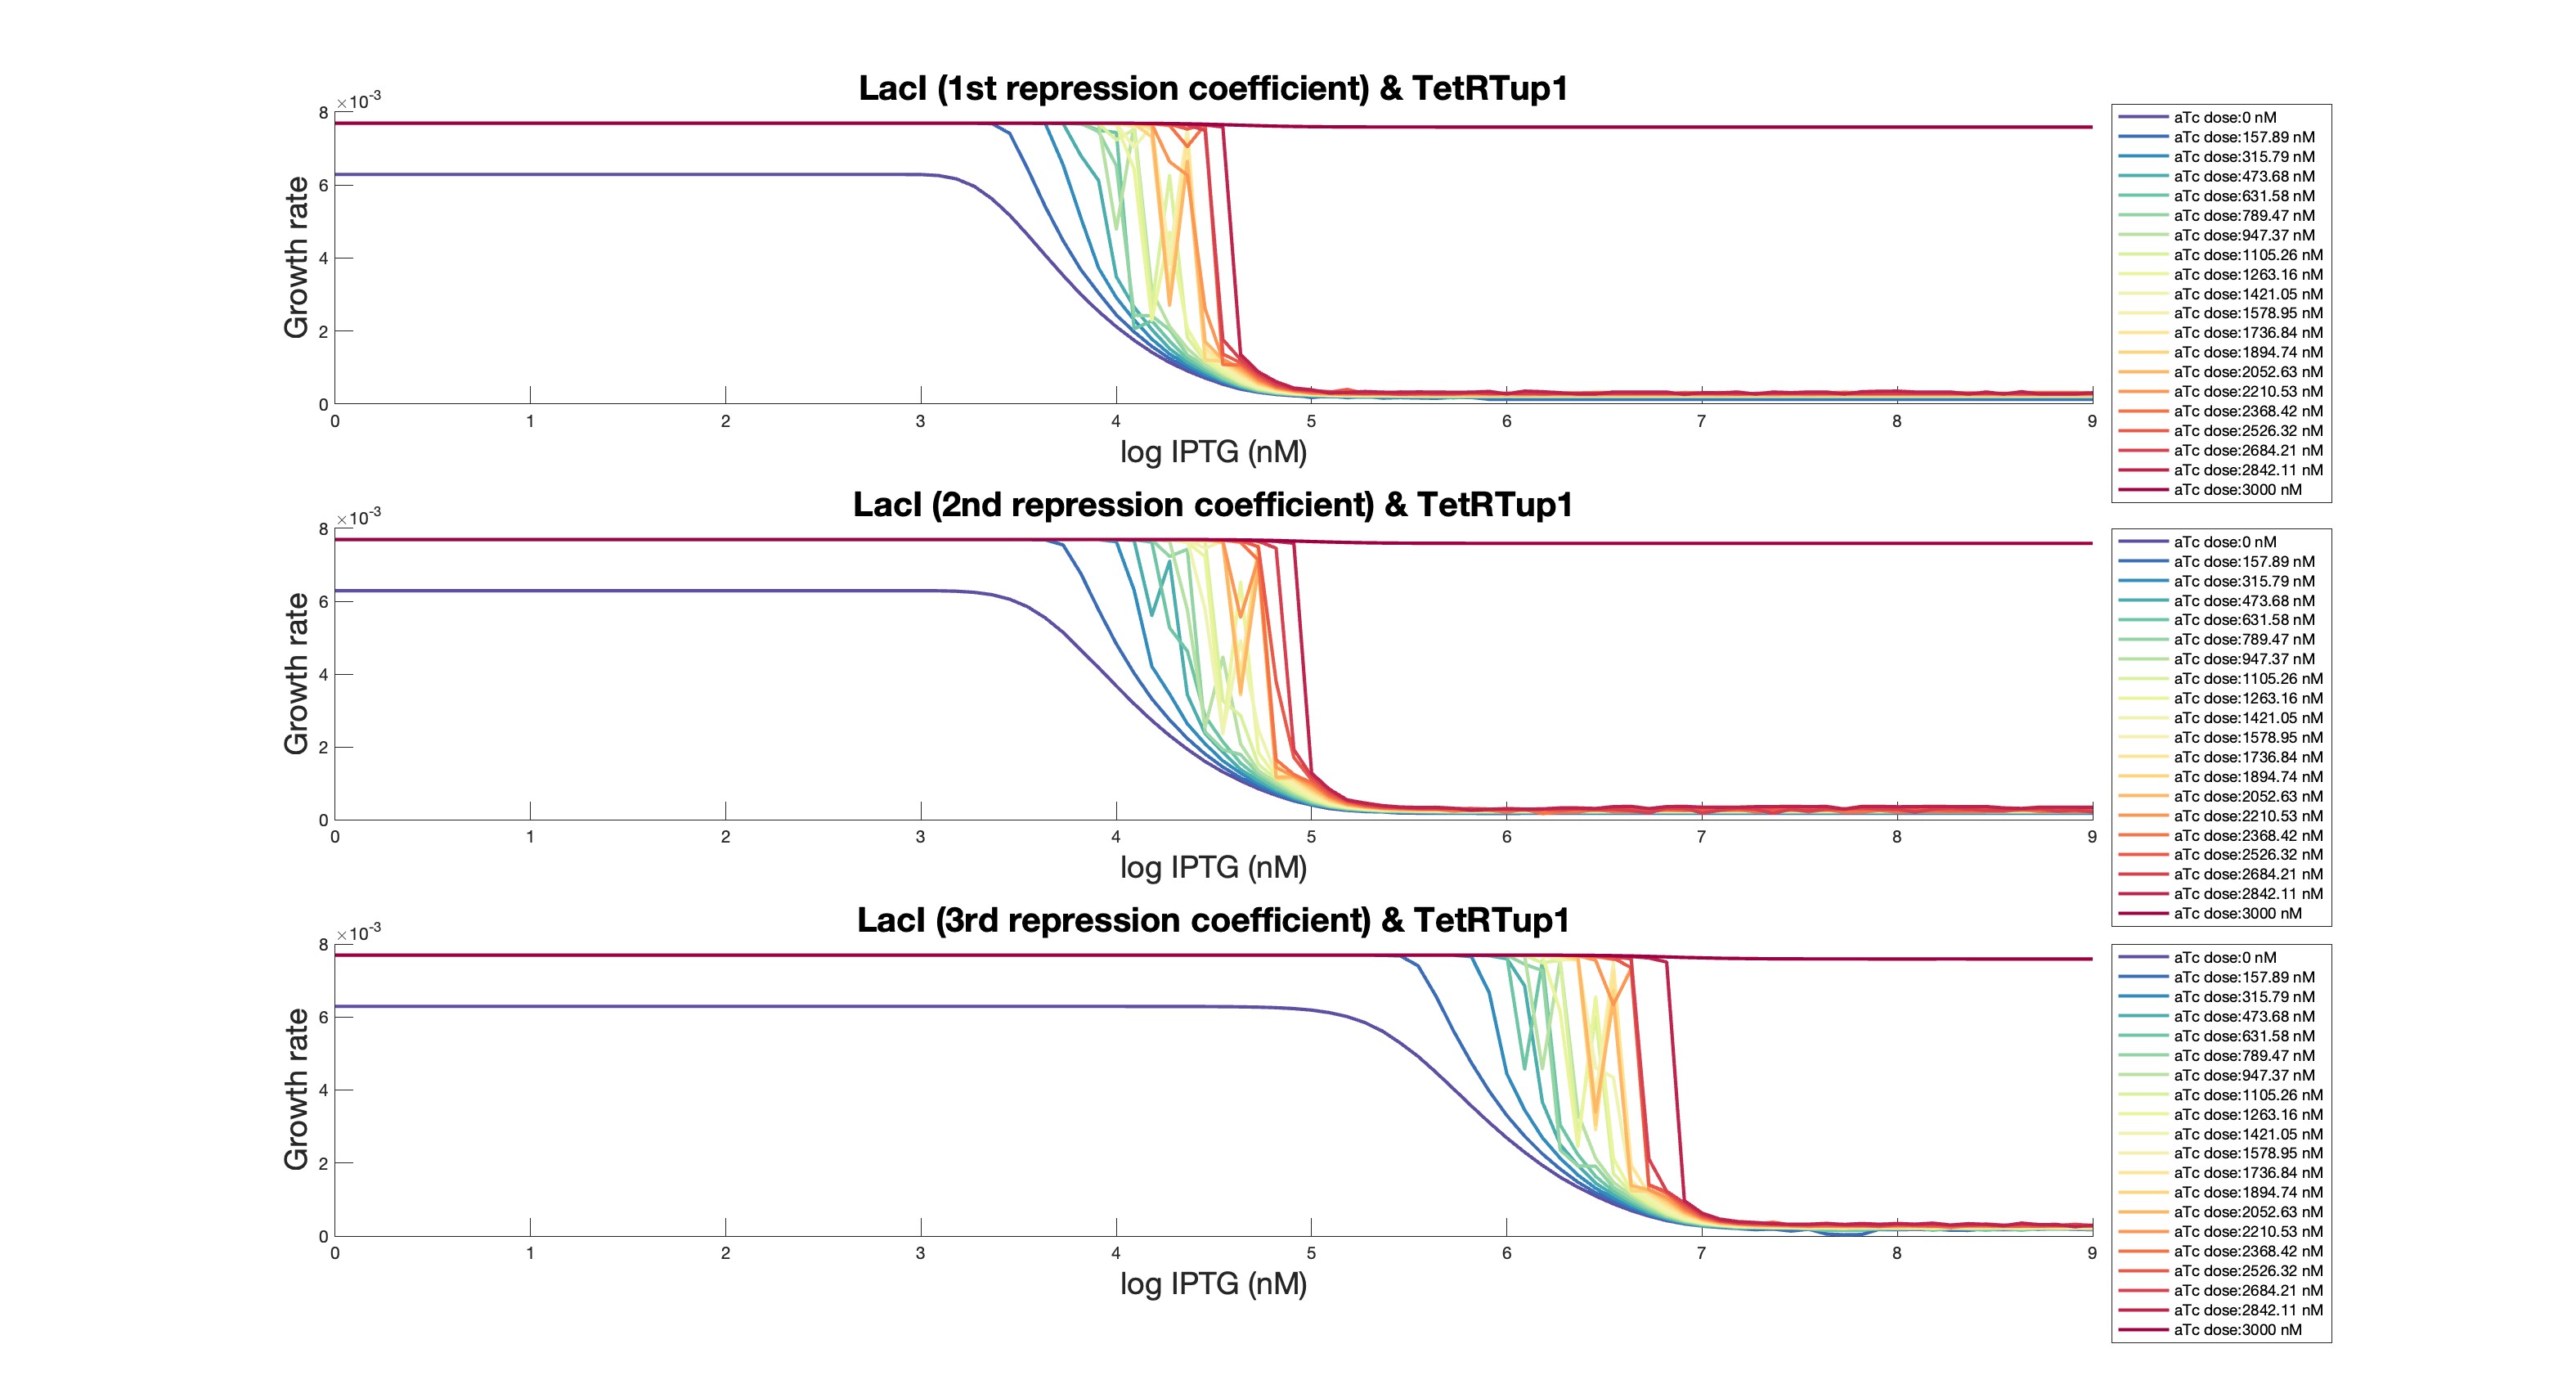 LacI (1st repression coefficient) & TetRTup1
×10-3
8
6
4
2
0
Growth rate
0 1 2 3 4 5 6 7 8 9
log IPTG (nM)
aTc dose:0 nM
aTc dose:157.89 nM
aTc dose:315.79 nM
aTc dose:473.68 nM
aTc dose:631.58 nM
aTc dose:789.47 nM
aTc dose:947.37 nM
aTc dose:1105.26 nM
aTc dose:1263.16 nM
aTc dose:1421.05 nM
aTc dose:1578.95 nM
aTc dose:1736.84 nM
aTc dose:1894.74 nM
aTc dose:2052.63 nM
aTc dose:2210.53 nM
aTc dose:2368.42 nM
aTc dose:2526.32 nM
aTc dose:2684.21 nM
aTc dose:2842.11 nM
aTc dose:3000 nM
LacI (2nd repression coefficient) & TetRTup1
×10-3
8
6
4
2
0
Growth rate
0 1 2 3 4 5 6 7 8 9
log IPTG (nM)
aTc dose:0 nM
aTc dose:157.89 nM
aTc dose:315.79 nM
aTc dose:473.68 nM
aTc dose:631.58 nM
aTc dose:789.47 nM
aTc dose:947.37 nM
aTc dose:1105.26 nM
aTc dose:1263.16 nM
aTc dose:1421.05 nM
aTc dose:1578.95 nM
aTc dose:1736.84 nM
aTc dose:1894.74 nM
aTc dose:2052.63 nM
aTc dose:2210.53 nM
aTc dose:2368.42 nM
aTc dose:2526.32 nM
aTc dose:2684.21 nM
aTc dose:2842.11 nM
aTc dose:3000 nM
LacI (3rd repression coefficient) & TetRTup1
×10-3
8
6
4
2
0
Growth rate
0 1 2 3 4 5 6 7 8 9
log IPTG (nM)
aTc dose:0 nM
aTc dose:157.89 nM
aTc dose:315.79 nM
aTc dose:473.68 nM
aTc dose:631.58 nM
aTc dose:789.47 nM
aTc dose:947.37 nM
aTc dose:1105.26 nM
aTc dose:1263.16 nM
aTc dose:1421.05 nM
aTc dose:1578.95 nM
aTc dose:1736.84 nM
aTc dose:1894.74 nM
aTc dose:2052.63 nM
aTc dose:2210.53 nM
aTc dose:2368.42 nM
aTc dose:2526.32 nM
aTc dose:2684.21 nM
aTc dose:2842.11 nM
aTc dose:3000 nM